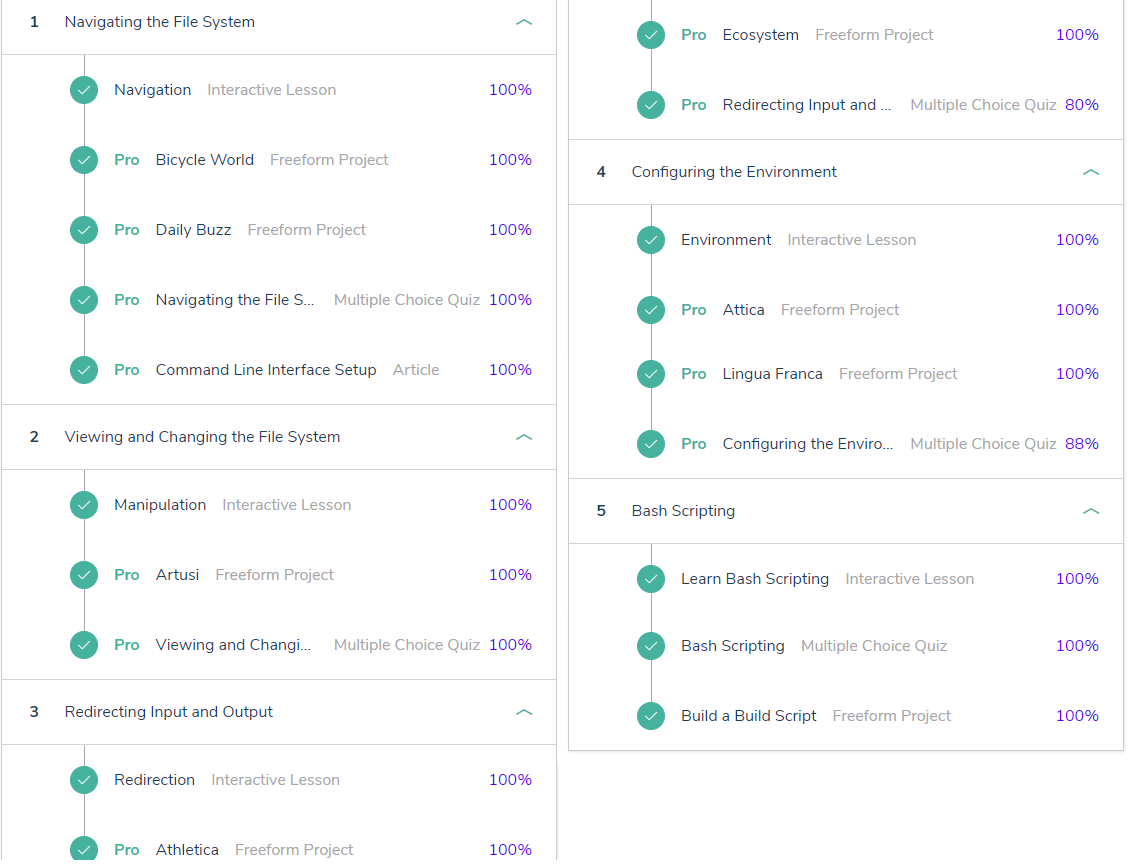 1 Navigating the File System
Navigation Interactive Lesson 100%
Pro Bicycle World Freeform Project 100%
Pro Daily Buzz Freeform Project 100%
Pro Navigating the File S... Multiple Choice Quiz 100%
Pro Command Line Interface Setup Article 100%
2 Viewing and Changing the File System
Manipulation Interactive Lesson 100%
Pro Artusi Freeform Project 100%
Pro Viewing and Changi... Multiple Choice Quiz 100%
3 Redirecting Input and Output
Redirection Interactive Lesson 100%
Pro Athletica Freeform Project 100%
Pro Ecosystem Freeform Project 100%
Pro Redirecting Input and ... Multiple Choice Quiz 80%
4 Configuring the Environment
Environment Interactive Lesson 100%
Pro Attica Freeform Project 100%
Pro Lingua Franca Freeform Project 100%
Pro Configuring the Enviro... Multiple Choice Quiz 88%
5 Bash Scripting
Learn Bash Scripting Interactive Lesson 100%
Bash Scripting Multiple Choice Quiz 100%
Build a Build Script Freeform Project 100%